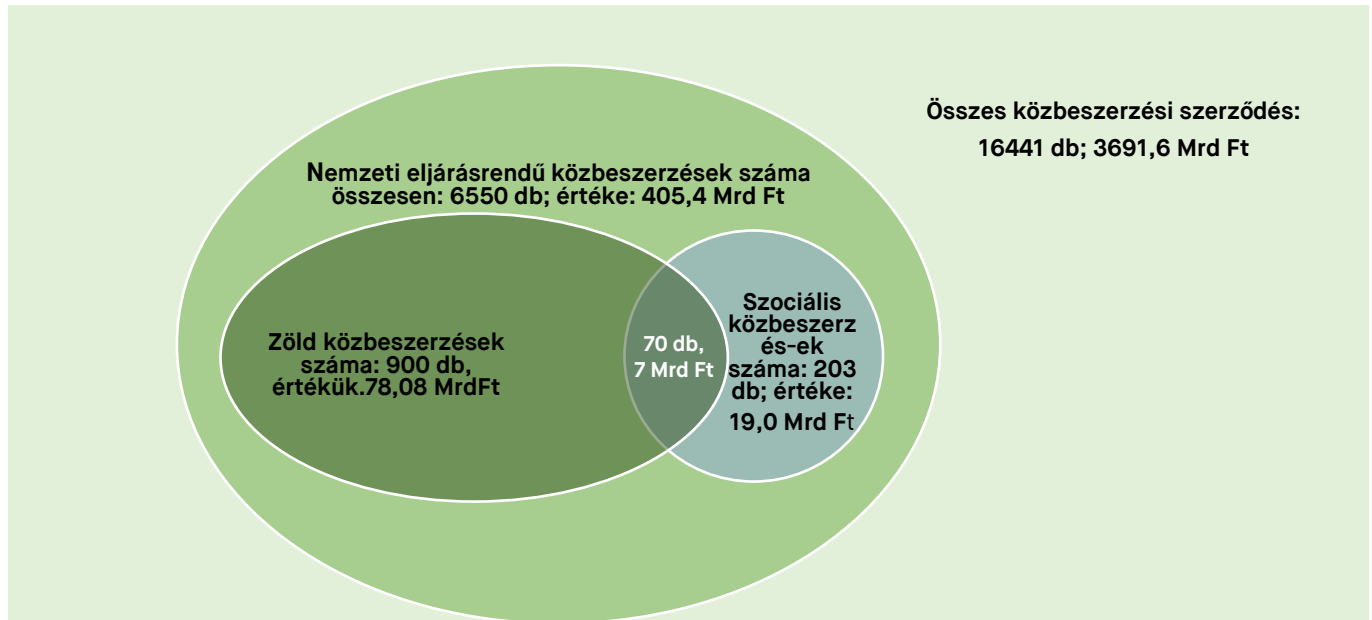 Összes közbeszerzési szerződés:
16441 db; 3691,6 Mrd Ft
Nemzeti eljárásrendű közbeszerzések száma
összesen: 6550 db; értéke: 405,4 Mrd Ft
Zöld közbeszerzések
száma: 900 db,
értékük.78,08 MrdFt
70 db,
7 Mrd Ft
Szociális
közbeszerz
és-ek
száma: 203
db; értéke:
19,0 Mrd Ft